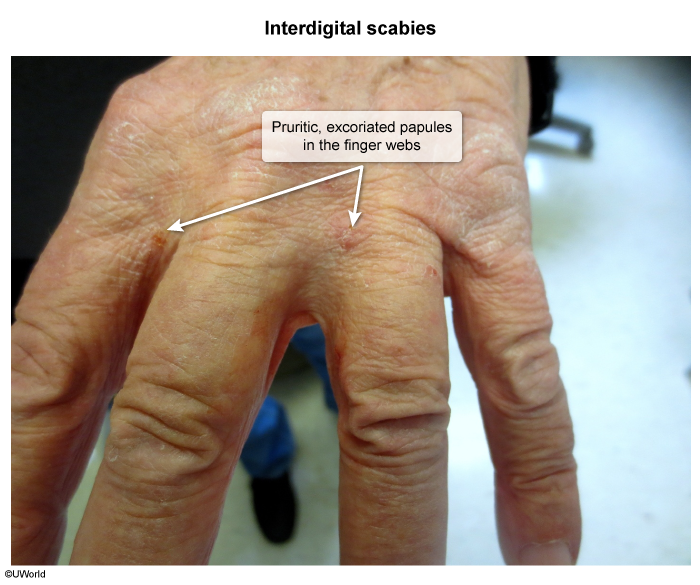 Interdigital scabies
Pruritic, excoriated papules
in the finger webs
©UWorld